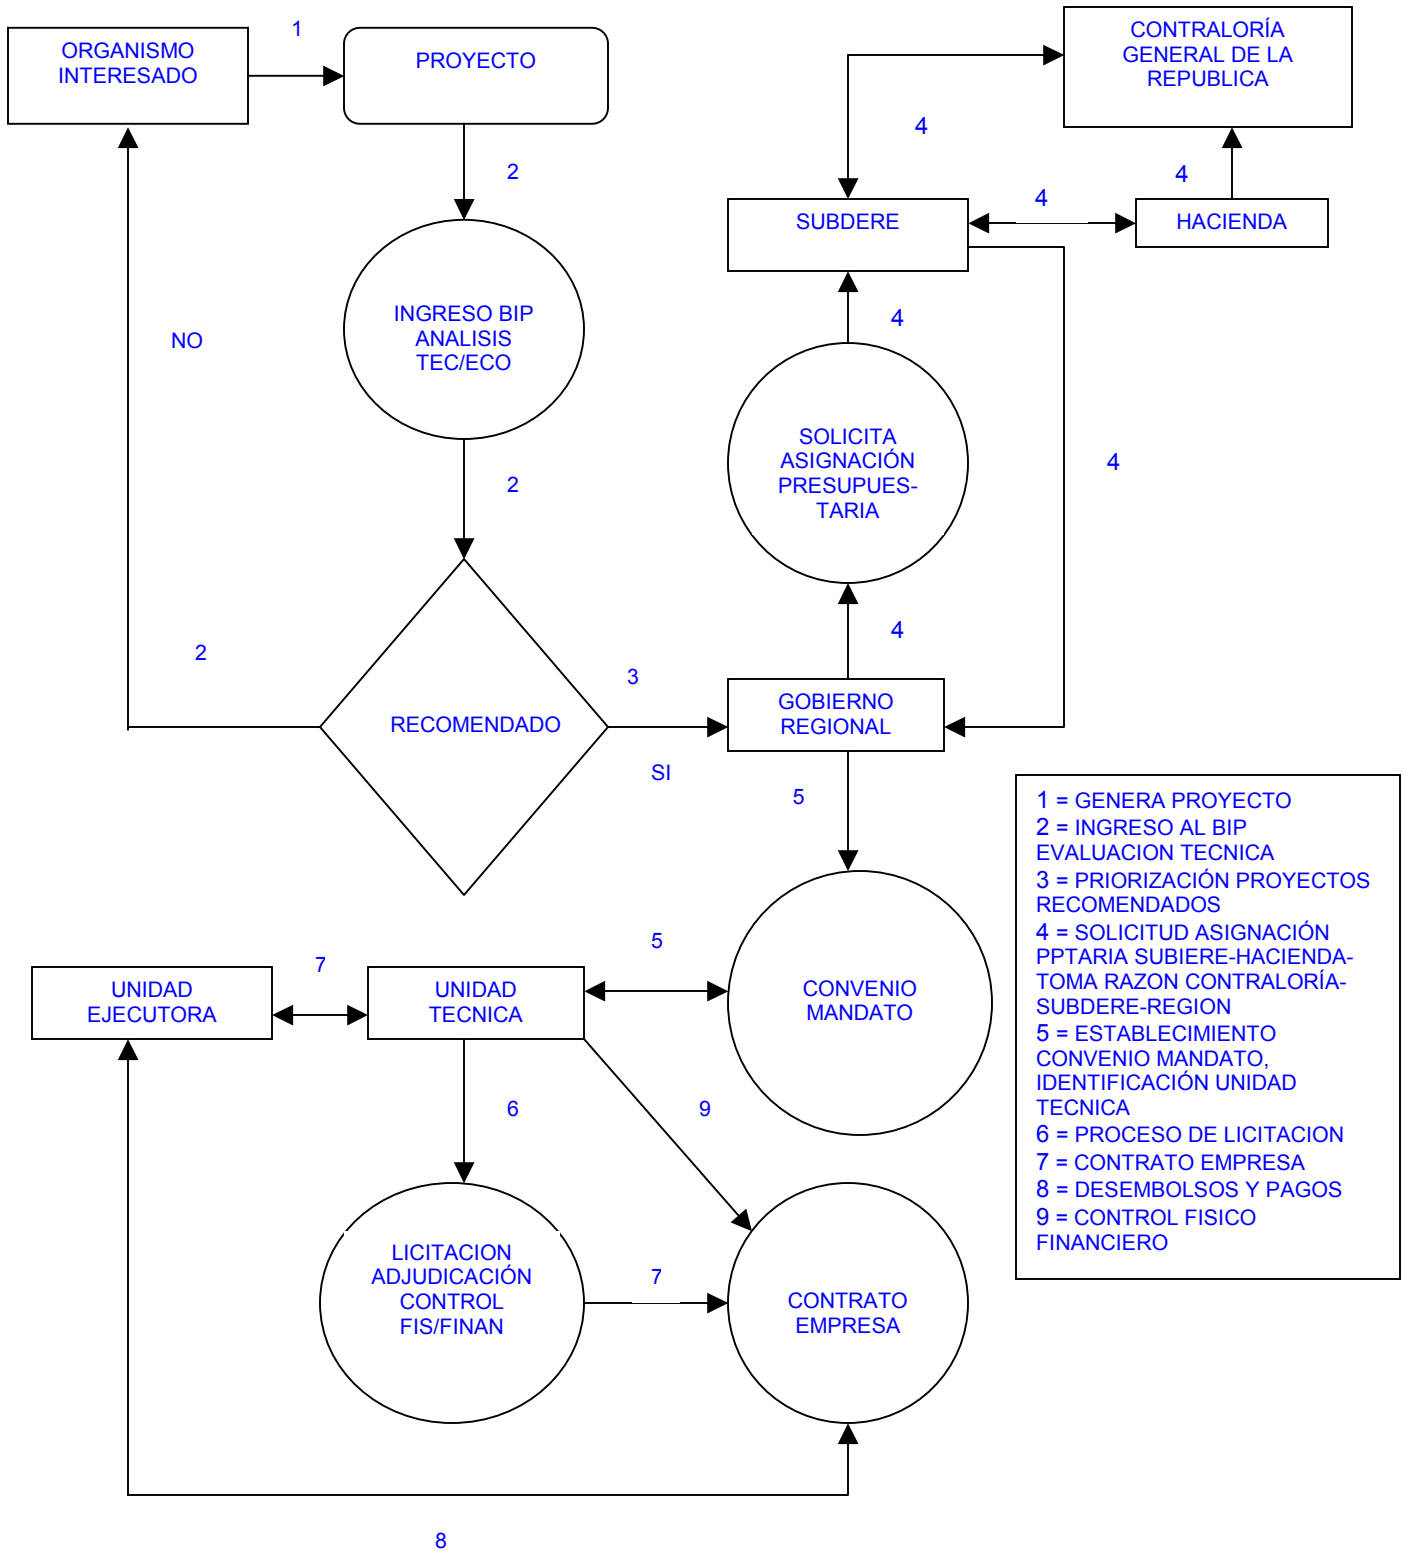 1
ORGANISMO
INTERESADO
PROYECTO
CONTRALORÍA
GENERAL DE LA
REPUBLICA
4
2
4
4
SUBDERE
HACIENDA
INGRESO BIP
ANALISIS
TEC/ECO
NO
4
SOLICITA
ASIGNACIÓN
PRESUPUES-
TARIA
4
2
4
2
3
RECOMENDADO
GOBIERNO
REGIONAL
SI
5
1 = GENERA PROYECTO
2 = INGRESO AL BIP
EVALUACION TECNICA
3 = PRIORIZACIÓN PROYECTOS
RECOMENDADOS
4 = SOLICITUD ASIGNACIÓN
PPTARIA SUBIERE-HACIENDA-
TOMA RAZON CONTRALORÍA-
SUBDERE-REGION
5 = ESTABLECIMIENTO
CONVENIO MANDATO,
IDENTIFICACIÓN UNIDAD
TECNICA
6 = PROCESO DE LICITACION
7 = CONTRATO EMPRESA
8 = DESEMBOLSOS Y PAGOS
9 = CONTROL FISICO
FINANCIERO
5
7
UNIDAD
EJECUTORA
UNIDAD
TECNICA
CONVENIO
MANDATO
6
9
LICITACION
ADJUDICACIÓN
CONTROL
FIS/FINAN
7
CONTRATO
EMPRESA
8